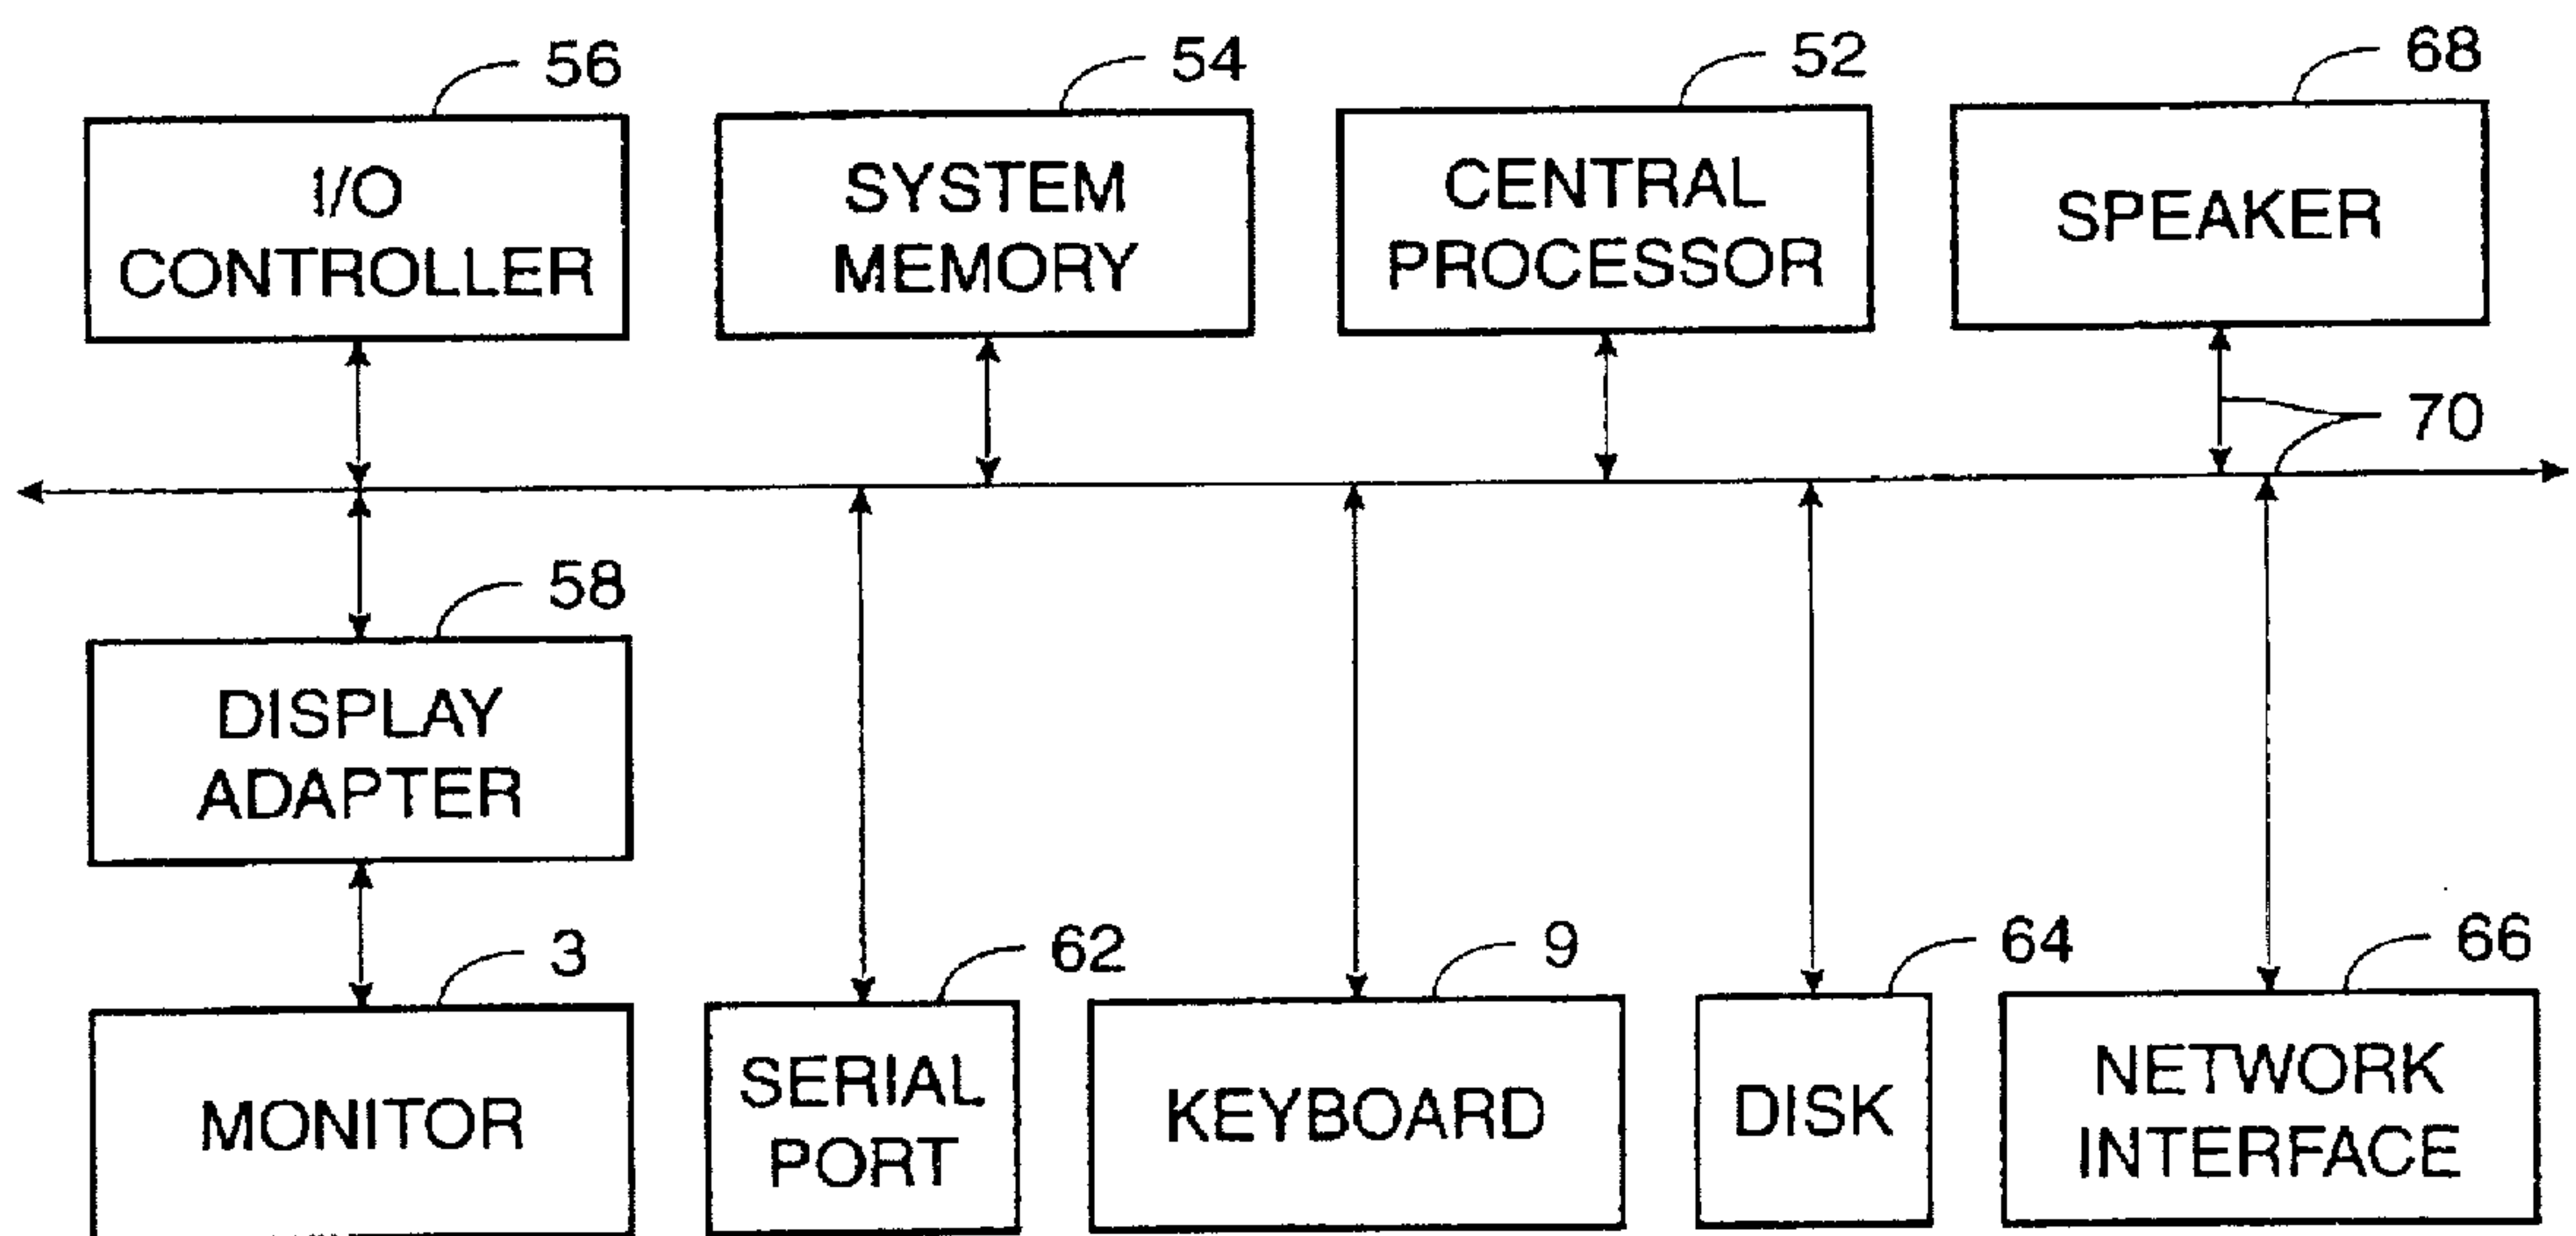 56
54
52
68
I/O
CONTROLLER
SYSTEM
MEMORY
CENTRAL
PROCESSOR
SPEAKER
70
58
DISPLAY
ADAPTER
3
62
9
64
66
MONITOR
SERIAL
PORT
KEYBOARD
DISK
NETWORK
INTERFACE